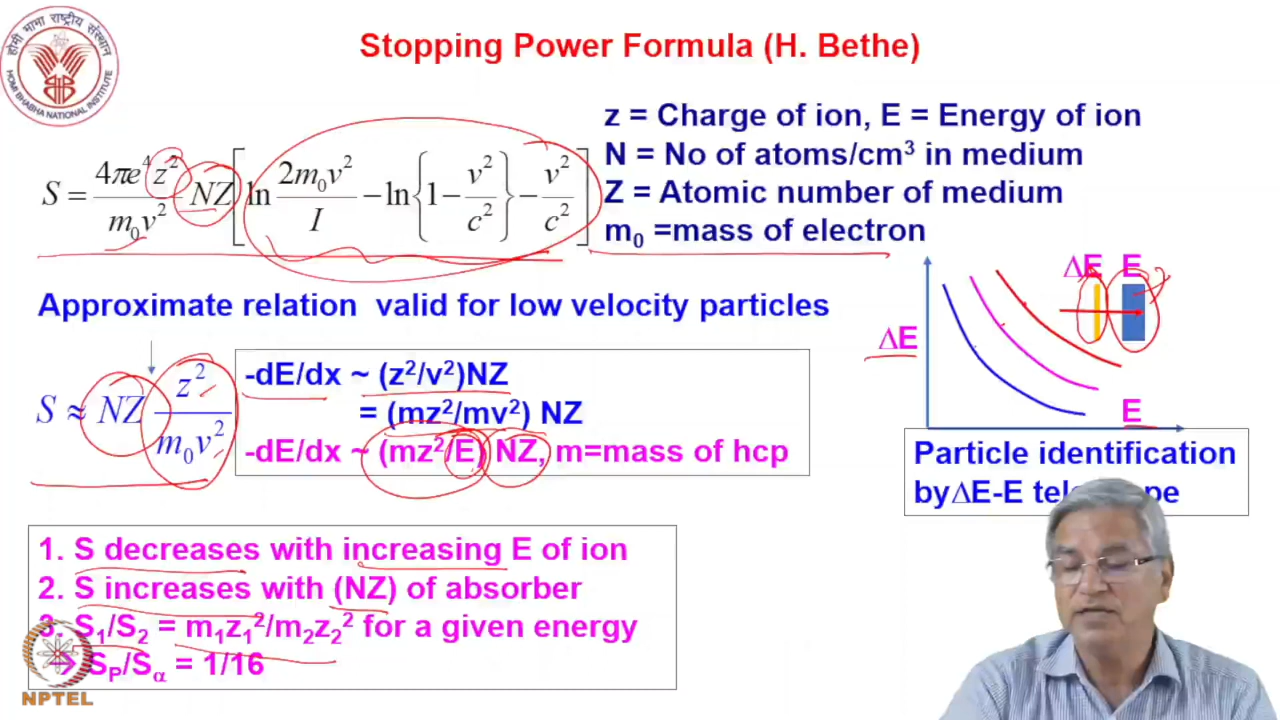 Stopping Power Formula (H. Bethe)
होमी भाभा राष्ट्रीय संस्थान
HOMI BHABHA NATIONAL INSTITUTE
S = 4πe⁴z²/m₀v² NZ [ln 2m₀v²/I − ln{1 − v²/c²} − v²/c²]
z = Charge of ion, E = Energy of ion
N = No of atoms/cm³ in medium
Z = Atomic number of medium
m₀ =mass of electron
Approximate relation valid for low velocity particles
S ≈ NZ z²/m₀v²
-dE/dx ~ (z²/v²)NZ
= (mz²/mv²) NZ
-dE/dx ~ (mz²/E) NZ, m=mass of hcp
ΔE E
ΔE
E
Particle identification
by ΔE-E
1. S decreases with increasing E of ion
2. S increases with (NZ) of absorber
3. S₁/S₂ = m₁z₁²/m₂z₂² for a given energy
→ Sₚ/Sα = 1/16
NPTEL